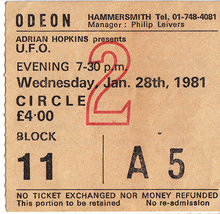 ODEON HAMMERSMITH Tel. 01-748-4081
Manager : Philip Leivers
ADRIAN HOPKINS presents
U.F.O.
EVENING 7-30 p.m.
Wednesday, Jan. 28th, 1981
CIRCLE
£4·00
2
BLOCK
11 A 5
NO TICKET EXCHANGED NOR MONEY REFUNDED
This portion to be retained No re-admission